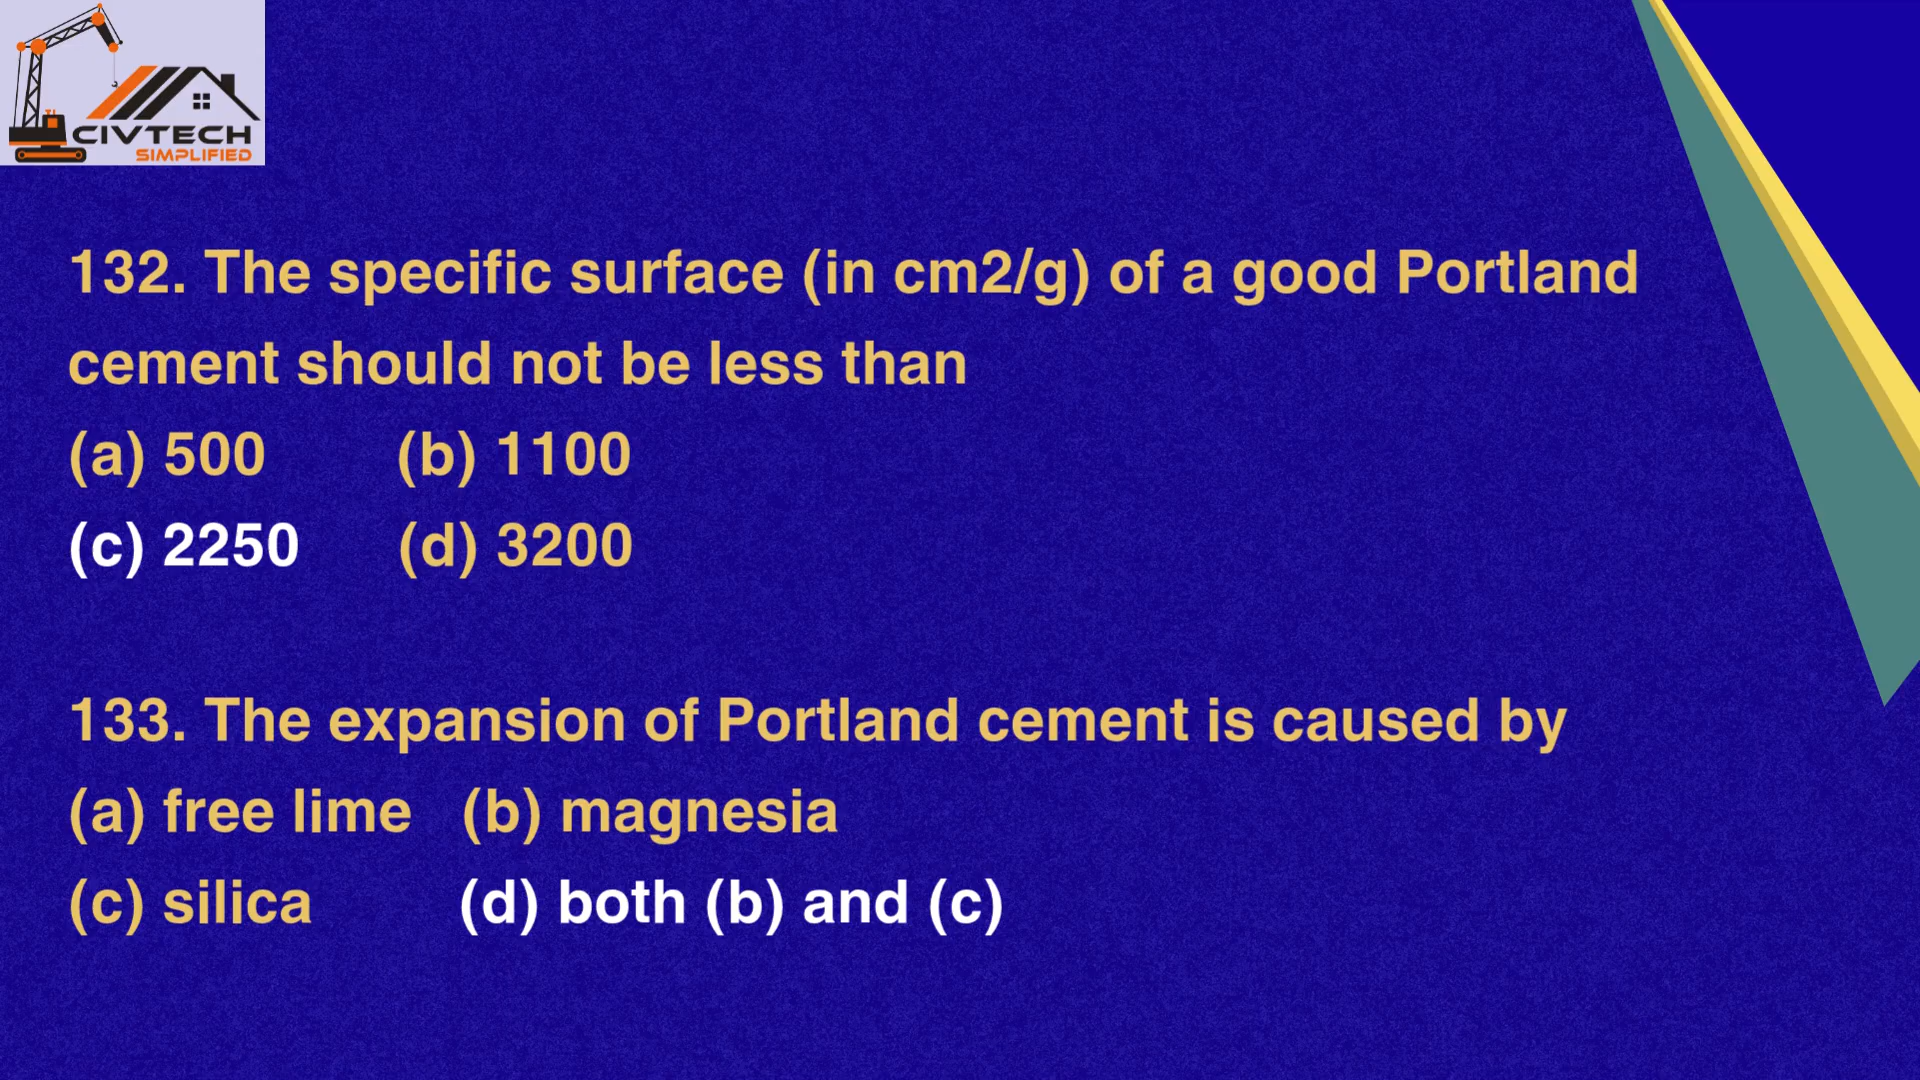 CIVTECH
SIMPLIFIED
132. The specific surface (in cm2/g) of a good Portland
cement should not be less than
(a) 500 (b) 1100
(c) 2250 (d) 3200
133. The expansion of Portland cement is caused by
(a) free lime (b) magnesia
(c) silica (d) both (b) and (c)